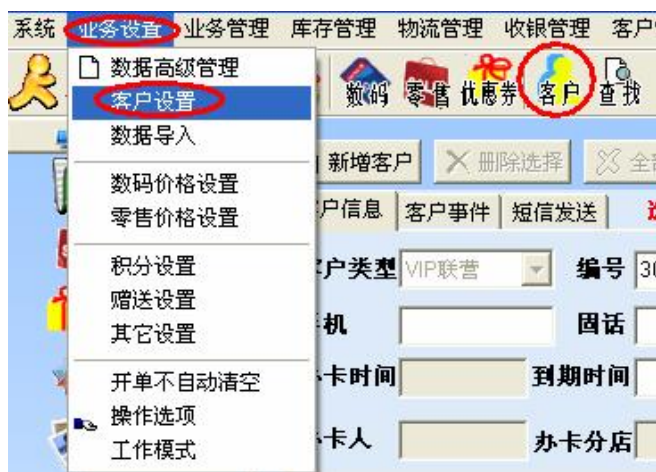 系统 业务设置 业务管理 库存管理 物流管理 收银管理 客户
数据高级管理
客户设置
数据导入
数码价格设置
零售价格设置
积分设置
赠送设置
其它设置
开单不自动清空
操作选项
工作模式
数码 零售 优惠券 客户 查找
新增客户 删除选择 全部
户信息 客户事件 短信发送
客户类型 VIP联营 编号 30
手机 固话
办卡时间 到期时间
办卡人 办卡分店